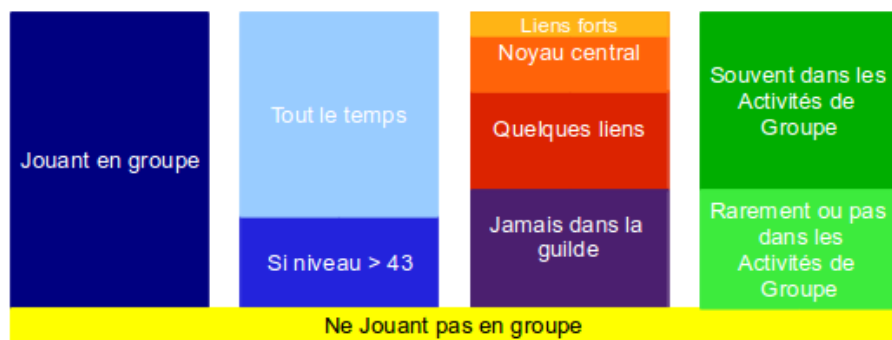 Jouant en groupe
Tout le temps
Si niveau > 43
Liens forts
Noyau central
Quelques liens
Jamais dans la
guilde
Souvent dans les
Activités de
Groupe
Rarement ou pas
dans les
Activités de
Groupe
Ne Jouant pas en groupe